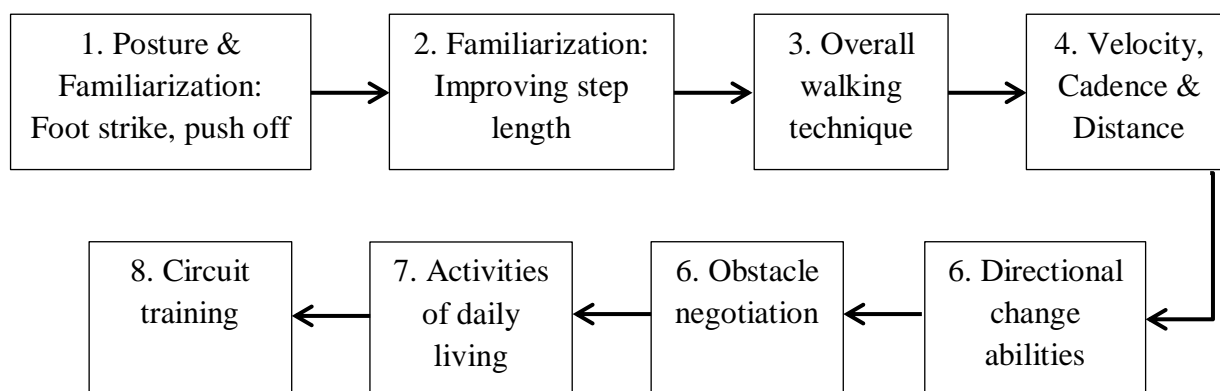 1. Posture &
Familiarization:
Foot strike, push off
2. Familiarization:
Improving step
length
3. Overall
walking
technique
4. Velocity,
Cadence &
Distance
6. Directional
change
abilities
6. Obstacle
negotiation
7. Activities
of daily
living
8. Circuit
training